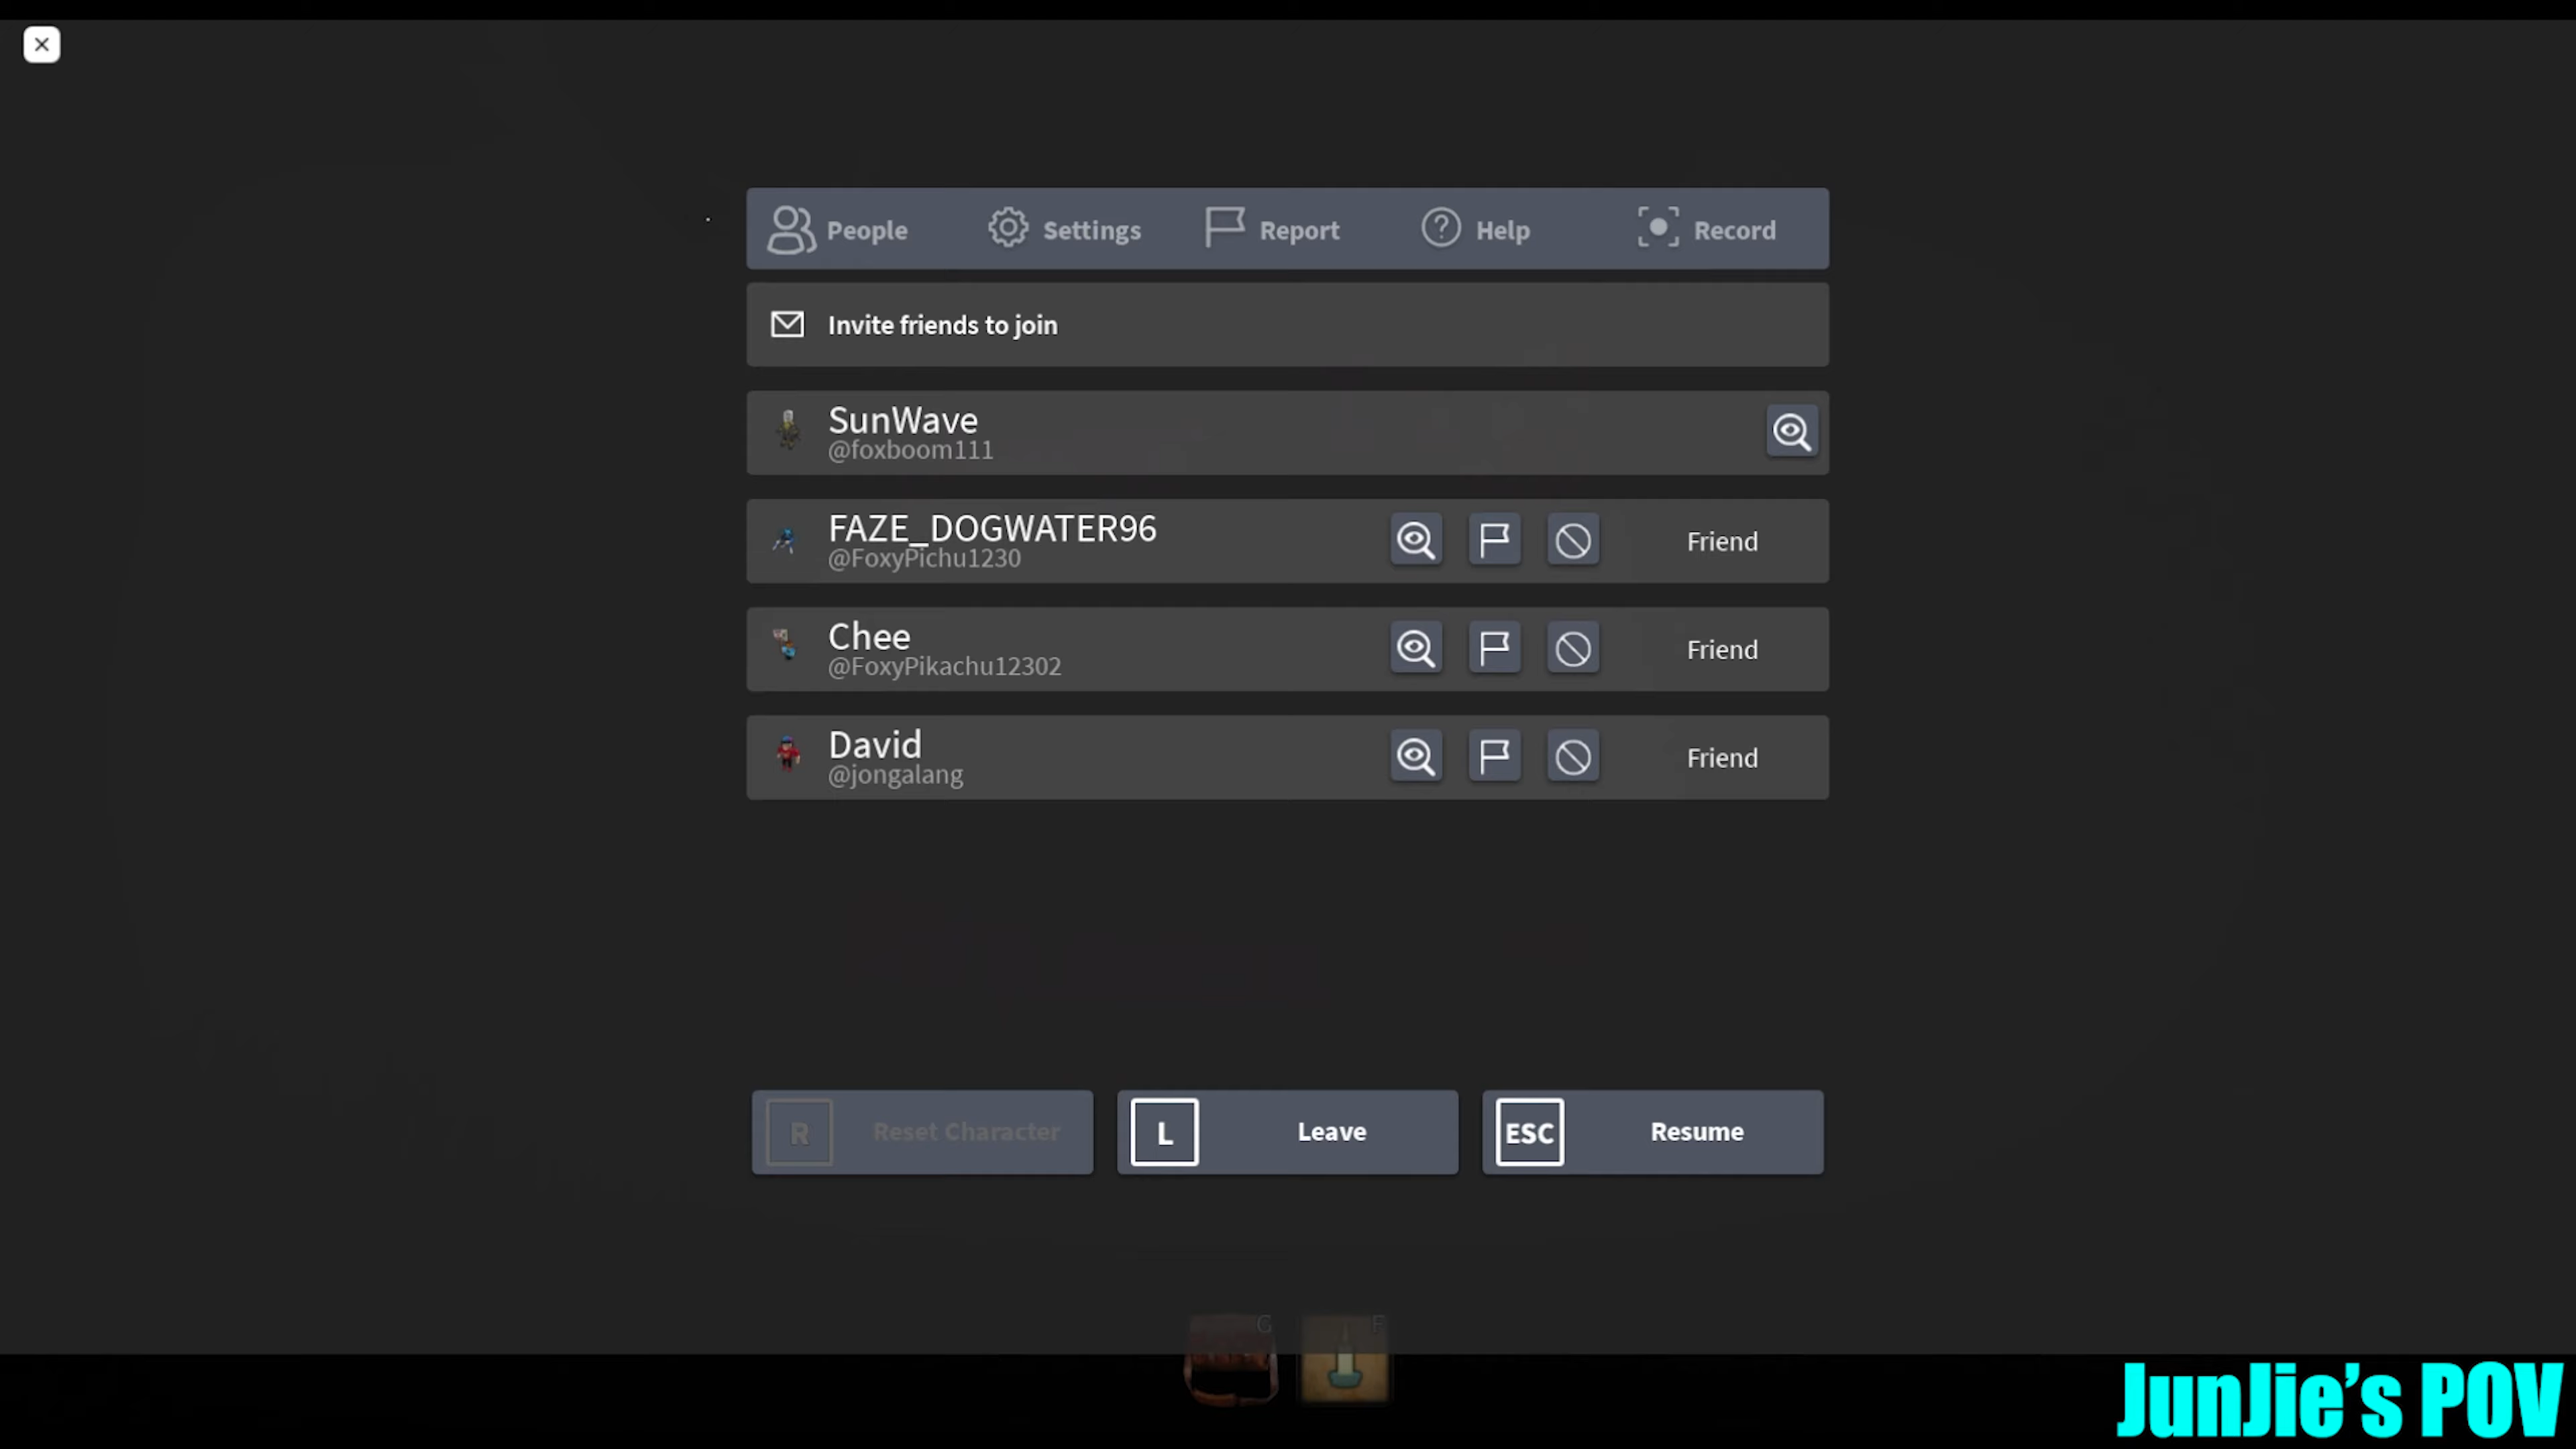 People Settings Report Help Record
Invite friends to join
SunWave
@foxboom111
FAZE_DOGWATER96
@FoxyPichu1230
Friend
Chee
@FoxyPikachu12302
Friend
David
@jongalang
Friend
R Reset Character L Leave ESC Resume
G F
JunJie's POV